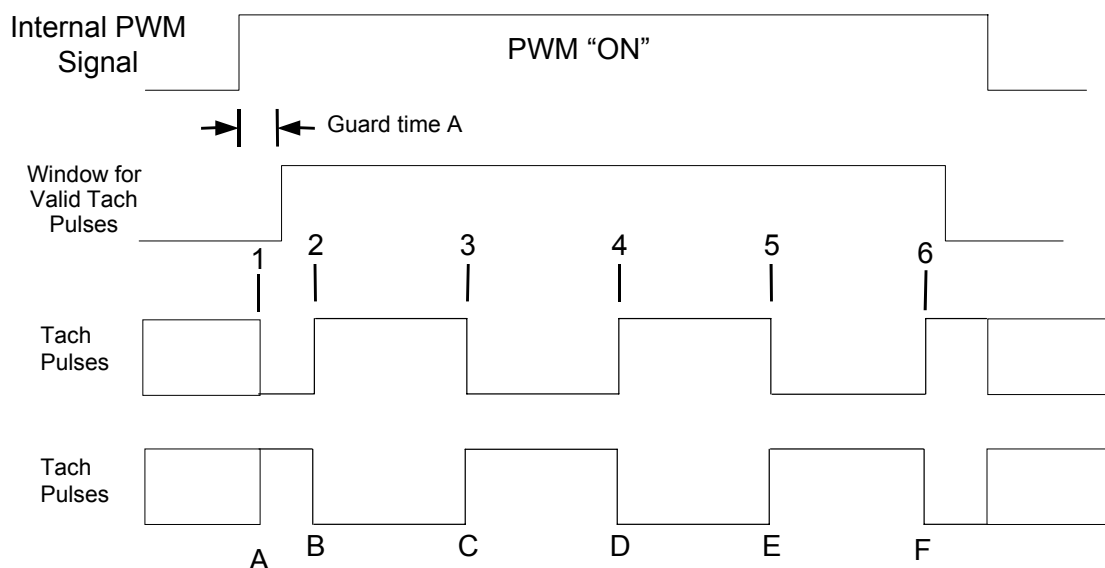 Internal PWM
Signal
PWM “ON”
Guard time A
Window for
Valid Tach
Pulses
1
2
3
4
5
6
Tach
Pulses
Tach
Pulses
A
B
C
D
E
F